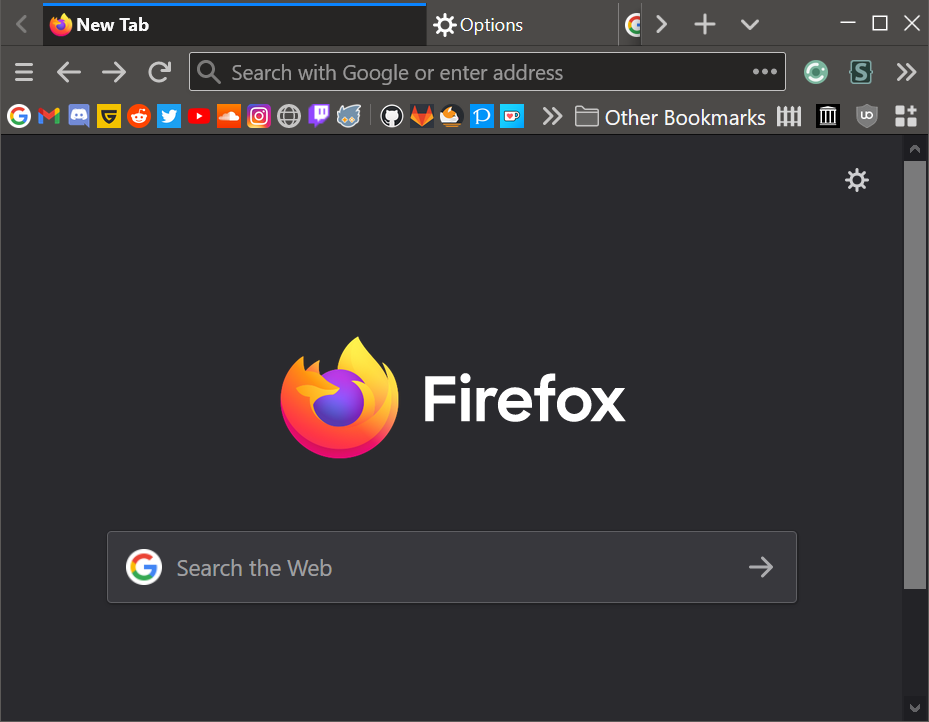 New Tab
Options
Search with Google or enter address
Other Bookmarks
Firefox
Search the Web